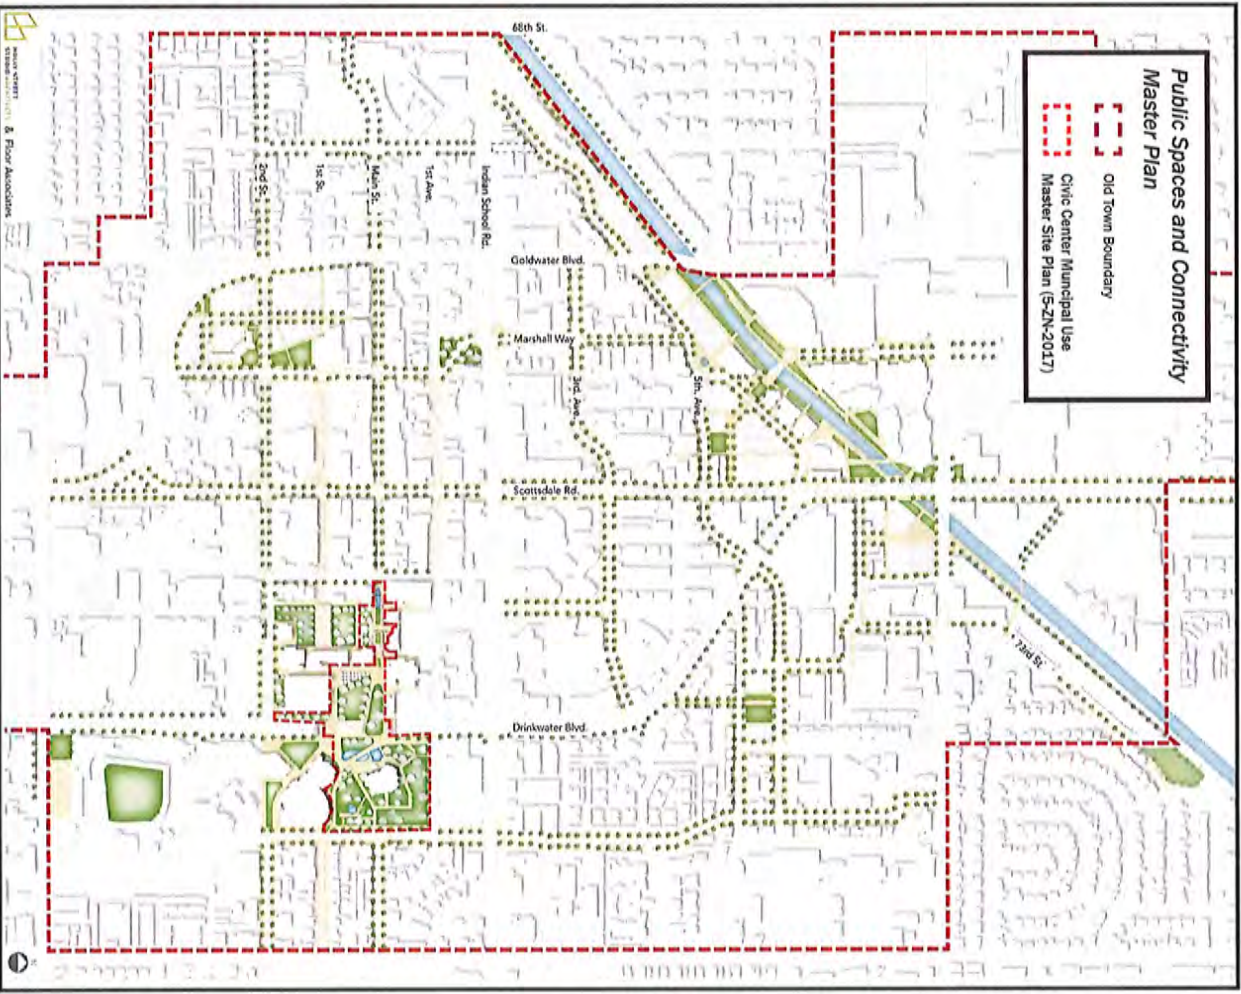 Public Spaces and Connectivity
Master Plan
Old Town Boundary
Civic Center Muncipal Use
Master Site Plan (5-ZN-2017)
68th St.
2nd St.
1st St.
Main St.
1st Ave.
Indian School Rd.
Goldwater Blvd.
Marshall Way
3rd. Ave.
5th. Ave.
Scottsdale Rd.
73rd St.
Drinkwater Blvd.
& Floor Associates
N